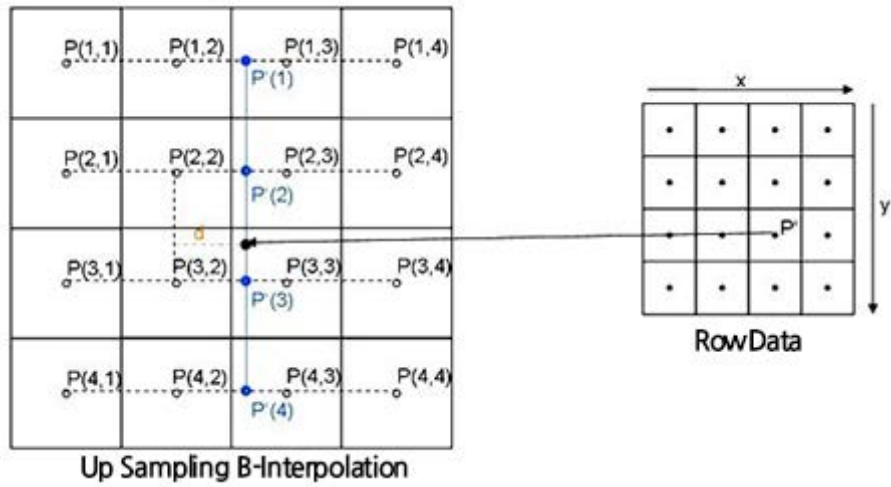 P(1,1) P(1,2) P(1,3) P(1,4)
P'(1)
P(2,1) P(2,2) P(2,3) P(2,4)
P'(2)
d
P(3,1) P(3,2) P(3,3) P(3,4)
P'(3)
P(4,1) P(4,2) P(4,3) P(4,4)
P'(4)
Up Sampling B-Interpolation
x
y
P'
RowData